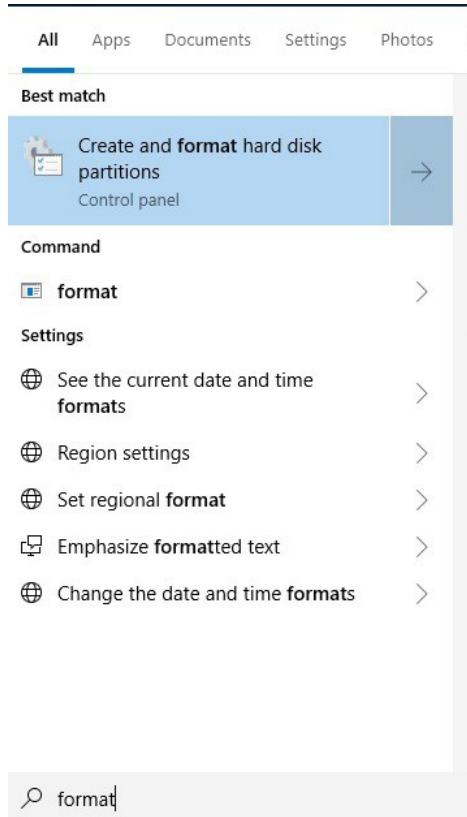 All Apps Documents Settings Photos
Best match
Create and format hard disk
partitions
Control panel
Command
format
Settings
See the current date and time
formats
Region settings
Set regional format
Emphasize formatted text
Change the date and time formats
format